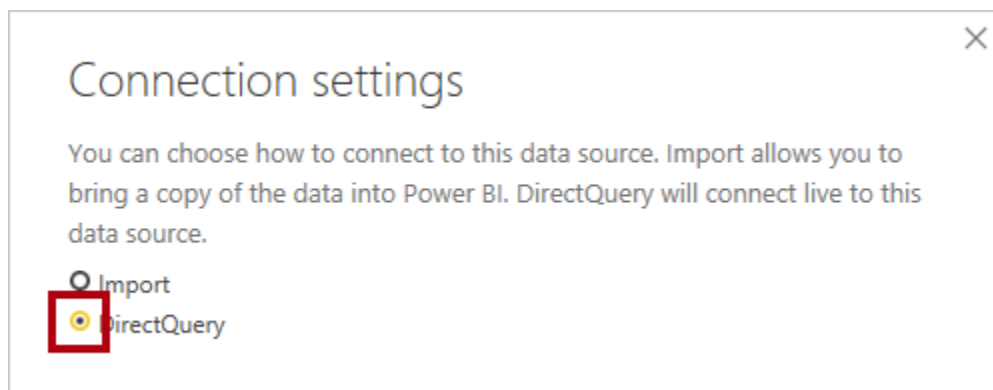 Connection settings
You can choose how to connect to this data source. Import allows you to
bring a copy of the data into Power BI. DirectQuery will connect live to this
data source.
Import
DirectQuery